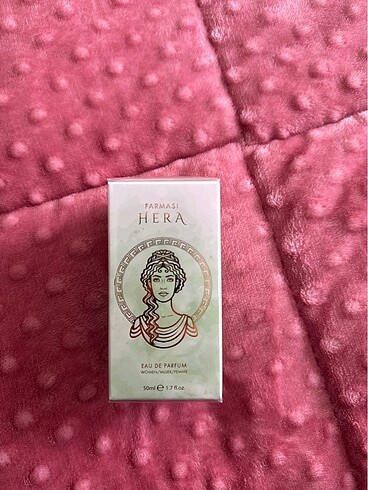 FARMASi
HERA
EAU DE PARFUM
WOMEN/MUJER/FEMME
50ml ℮ 1.7 fl.oz.